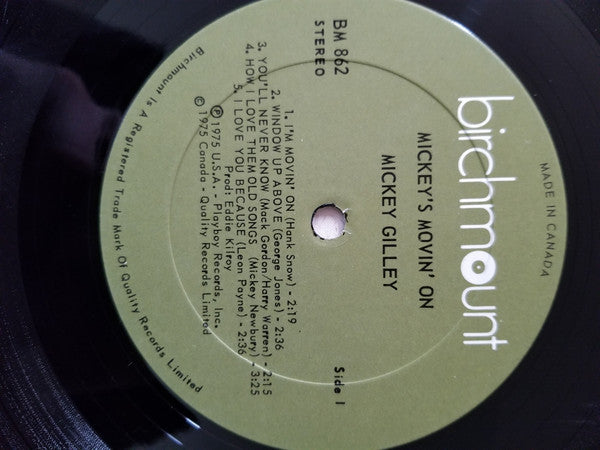 MADE IN CANADA
birchmount
MICKEY'S MOVIN' ON
MICKEY GILLEY
BM 862
STEREO
Side 1
1. I'M MOVIN' ON (Hank Snow) - 2:19
2. WINDOW UP ABOVE (George Jones) - 2:36
3. YOU'LL NEVER KNOW (Mack Gordon/Harry Warren) - 2:15
4. HOW I LOVE THEM OLD SONGS (Mickey Newbury) - 3:25
5. I LOVE YOU BECAUSE (Leon Payne) - 2:36
Prod: Eddie Kilroy
℗ 1975 U.S.A. - Playboy Records, Inc.
© 1975 Canada - Quality Records Limited
Birchmount Is A Registered Trade Mark Of Quality Records Limited